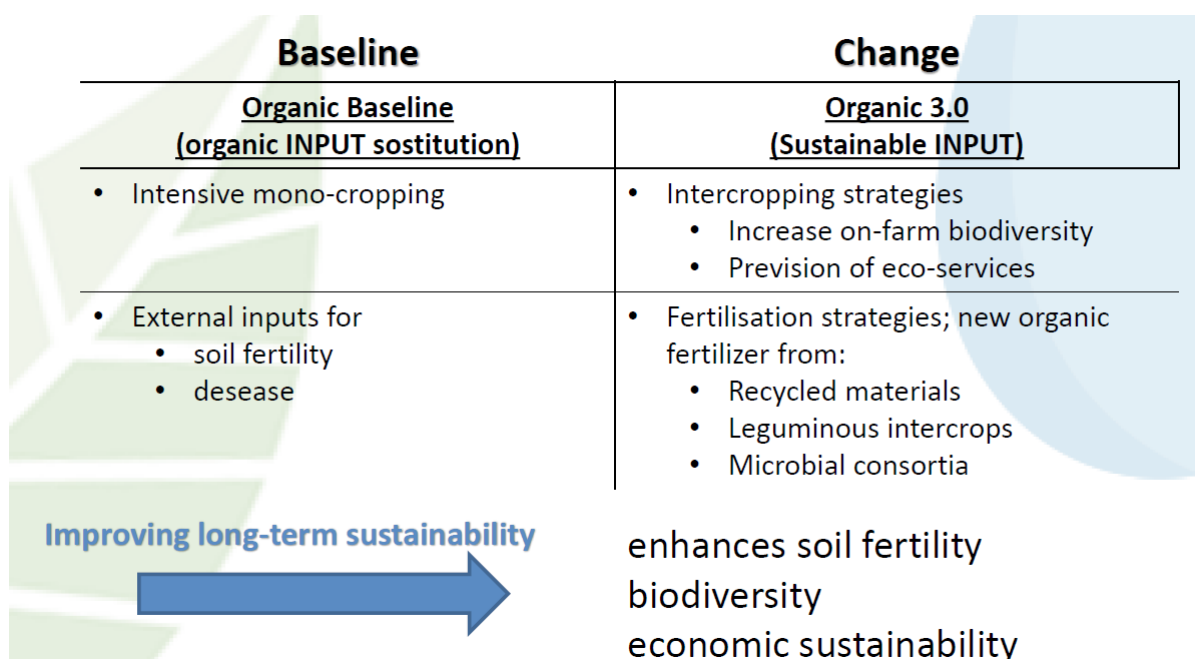 Baseline
Change
Organic Baseline
(organic INPUT sostitution)
Organic 3.0
(Sustainable INPUT)
• Intensive mono-cropping
• Intercropping strategies
• Increase on-farm biodiversity
• Prevision of eco-services
• External inputs for
• soil fertility
• desease
• Fertilisation strategies; new organic
fertilizer from:
• Recycled materials
• Leguminous intercrops
• Microbial consortia
Improving long-term sustainability
enhances soil fertility
biodiversity
economic sustainability